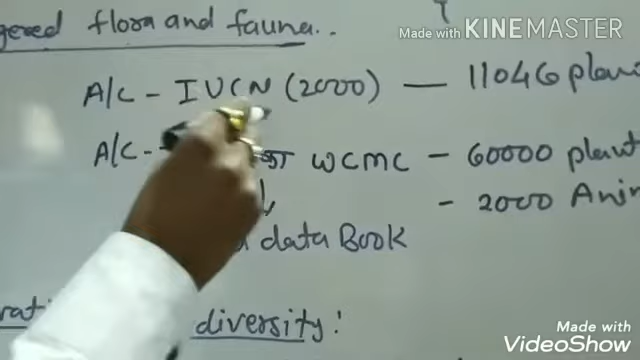 Made with KINEMASTER
gered flora and fauna..
A/C - IUCN (2000) — 11046 plan
A/C - WCMC - 60000 plant
- 2000 Anim
data Book
diversity:
Made with
VideoShow